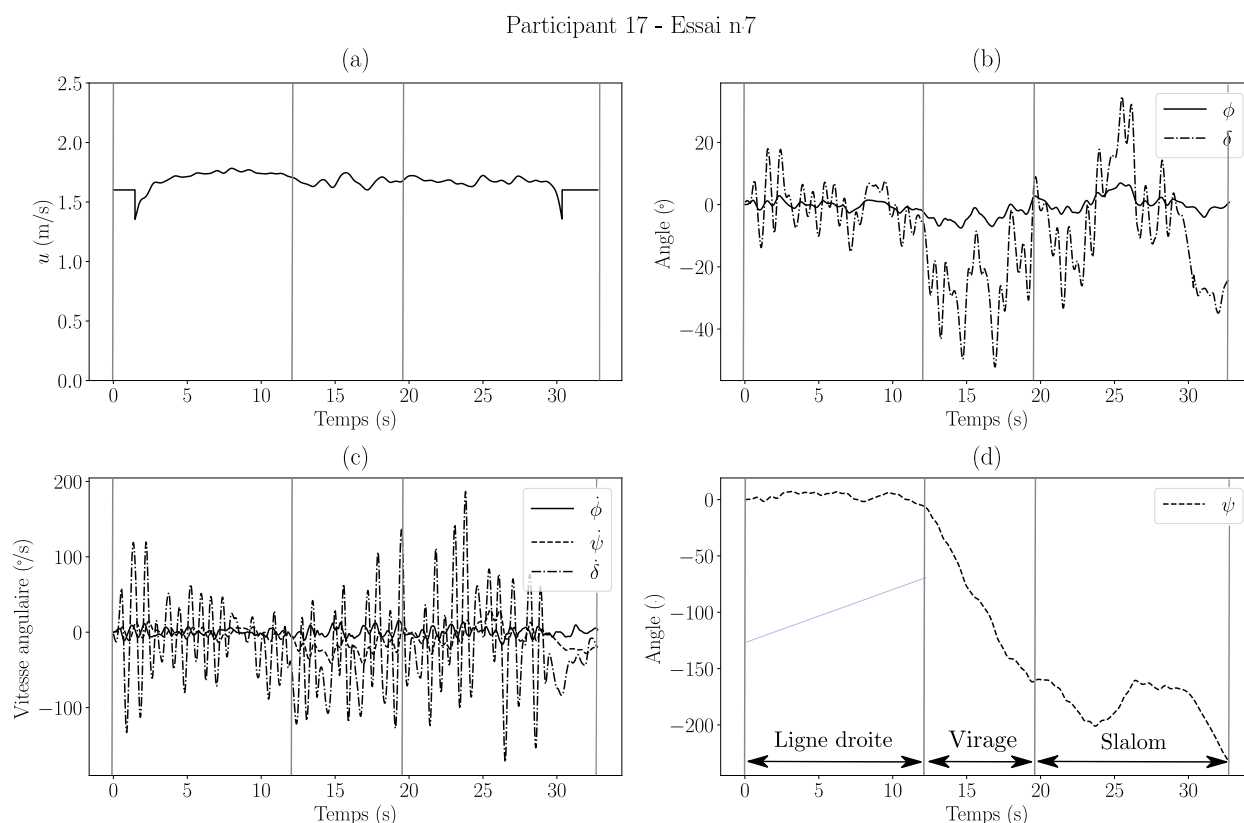 Participant 17 - Essai n·7
(a)
2.5
2.0
1.5
1.0
0.5
0.0
u (m/s)
0 5 10 15 20 25 30
Temps (s)
(b)
20
0
−20
−40
Angle (°)
ϕ
δ
0 5 10 15 20 25 30
Temps (s)
(c)
200
100
0
−100
Vitesse angulaire (°/s)
ϕ̇
ψ̇
δ̇
0 5 10 15 20 25 30
Temps (s)
(d)
0
−50
−100
−150
−200
Angle (·)
ψ
Ligne droite Virage Slalom
0 5 10 15 20 25 30
Temps (s)